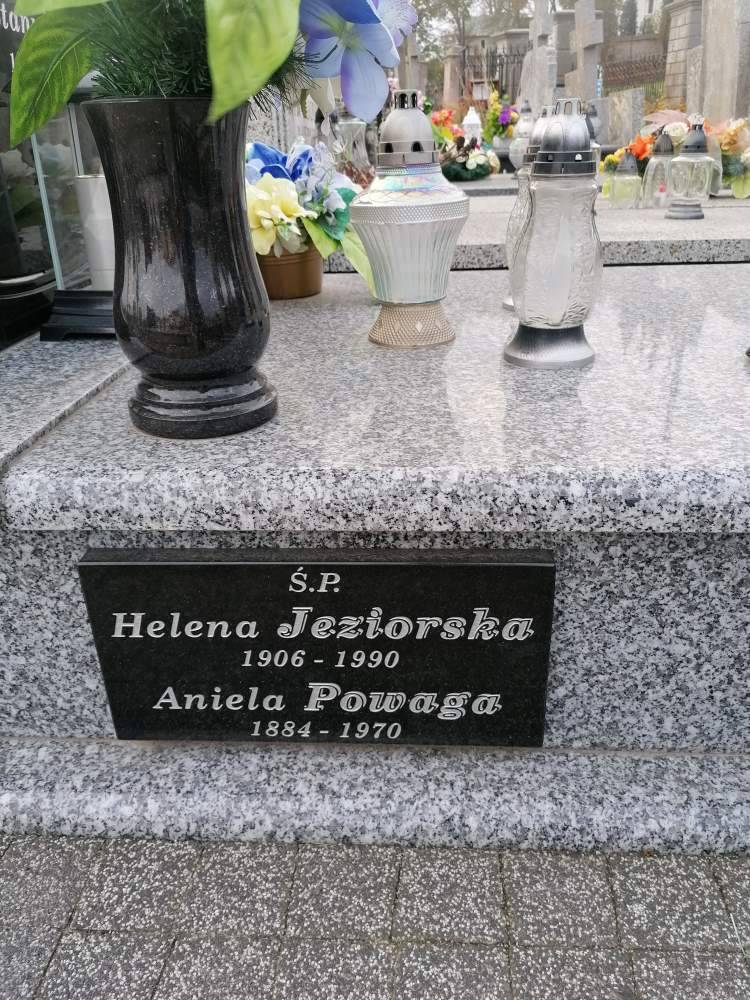 Ś.P.
Helena Jeziorska
1906 - 1990
Aniela Powaga
1884 - 1970